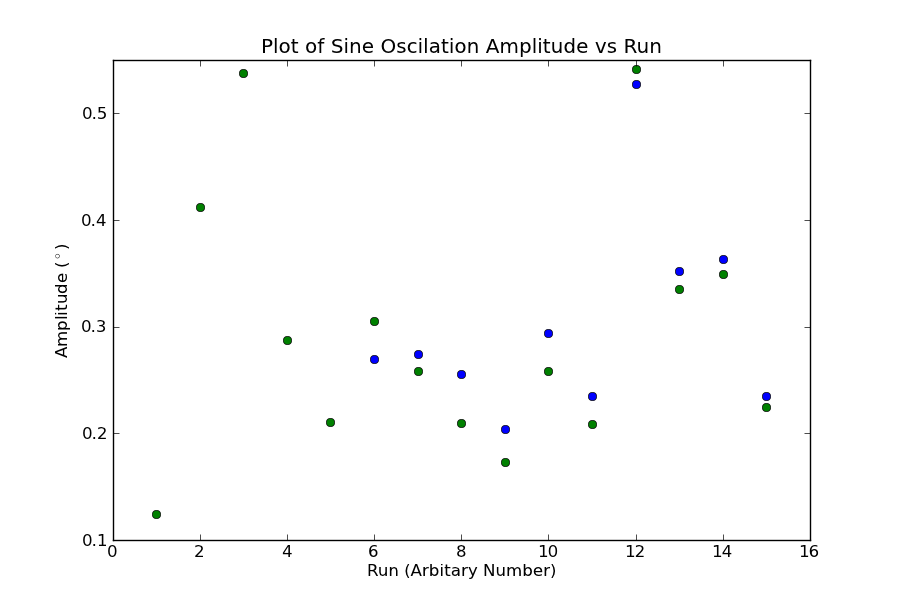 Plot of Sine Oscilation Amplitude vs Run
0.5
0.4
0.3
0.2
0.1
Amplitude (°)
0 2 4 6 8 10 12 14 16
Run (Arbitary Number)